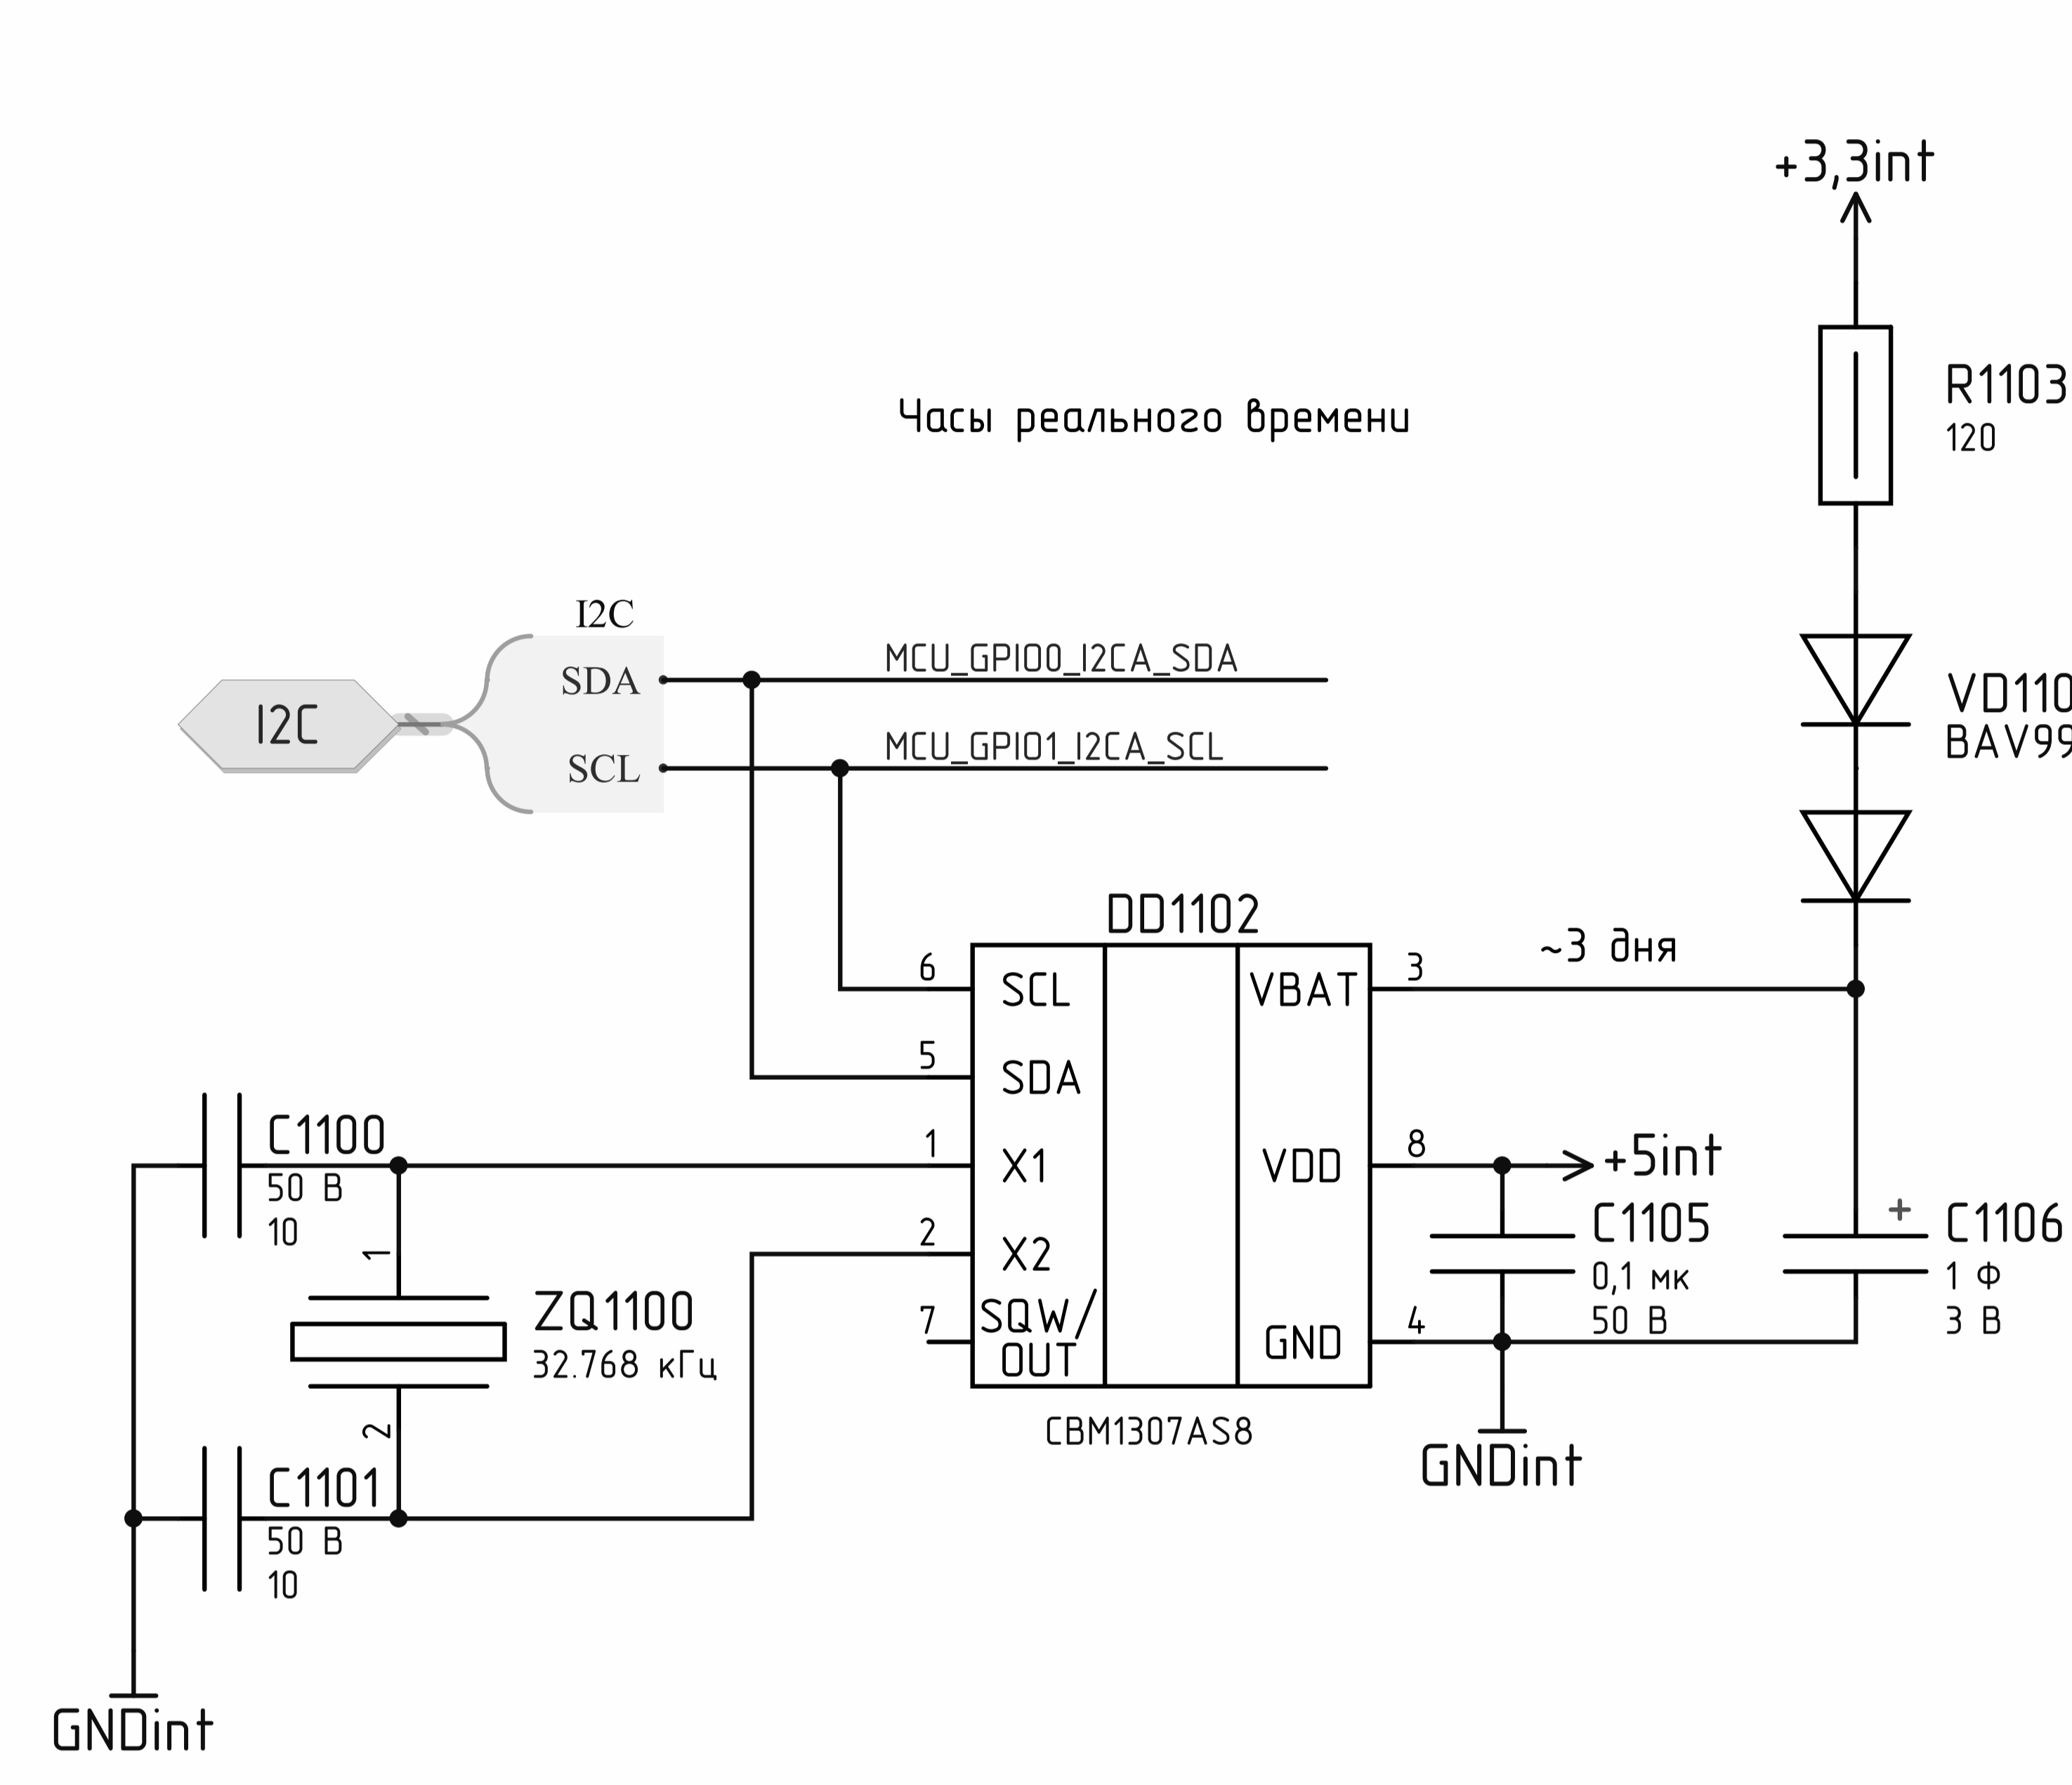 +3,3int
R1103
120
Часы реального времени
I2C
I2C
SDA
SCL
MCU_GPIO0_I2CA_SDA
MCU_GPIO1_I2CA_SCL
VD110
BAV99
DD1102
6
SCL
5
SDA
1
X1
2
X2
7
SQW/
OUT
VBAT
3
VDD
8
GND
4
CBM1307AS8
~3 дня
+5int
C1105
0,1 мк
50 В
+
C1106
1 Ф
3 В
GNDint
C1100
50 В
10
1
ZQ1100
32.768 кГц
2
C1101
50 В
10
GNDint